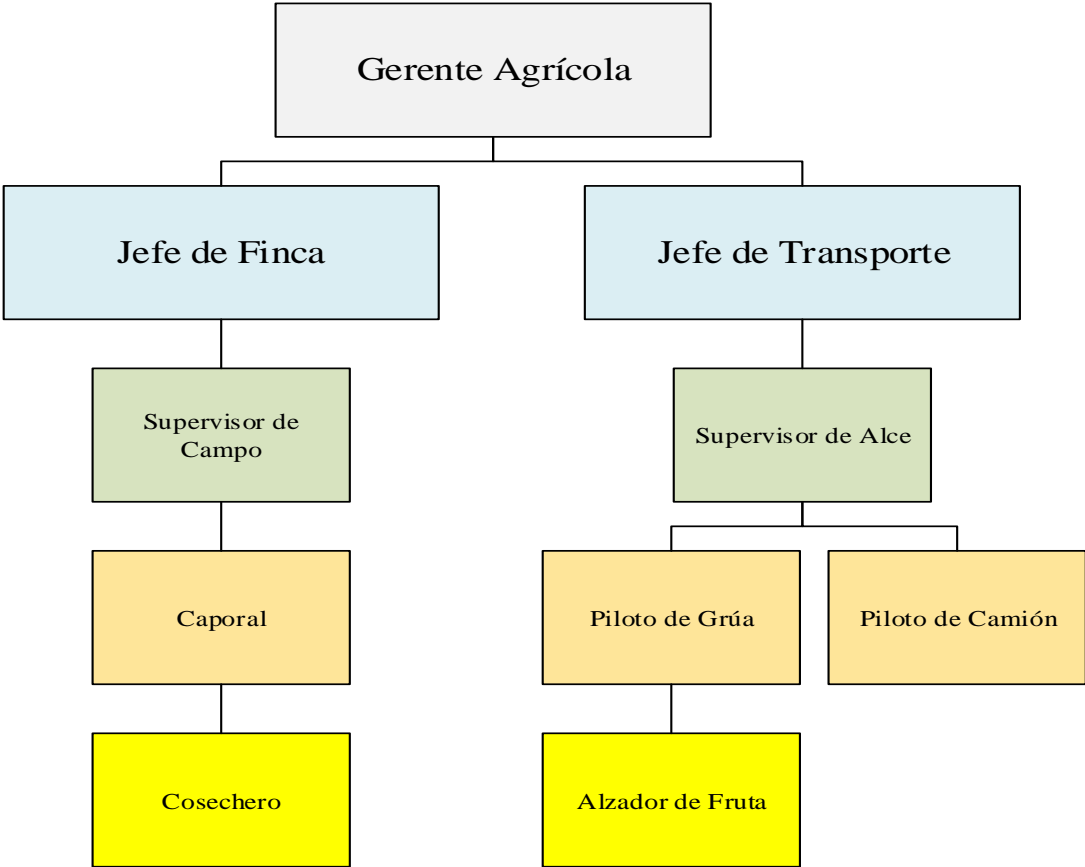 Gerente Agrícola
Jefe de Finca
Jefe de Transporte
Supervisor de
Campo
Supervisor de Alce
Caporal
Piloto de Grúa
Piloto de Camión
Cosechero
Alzador de Fruta